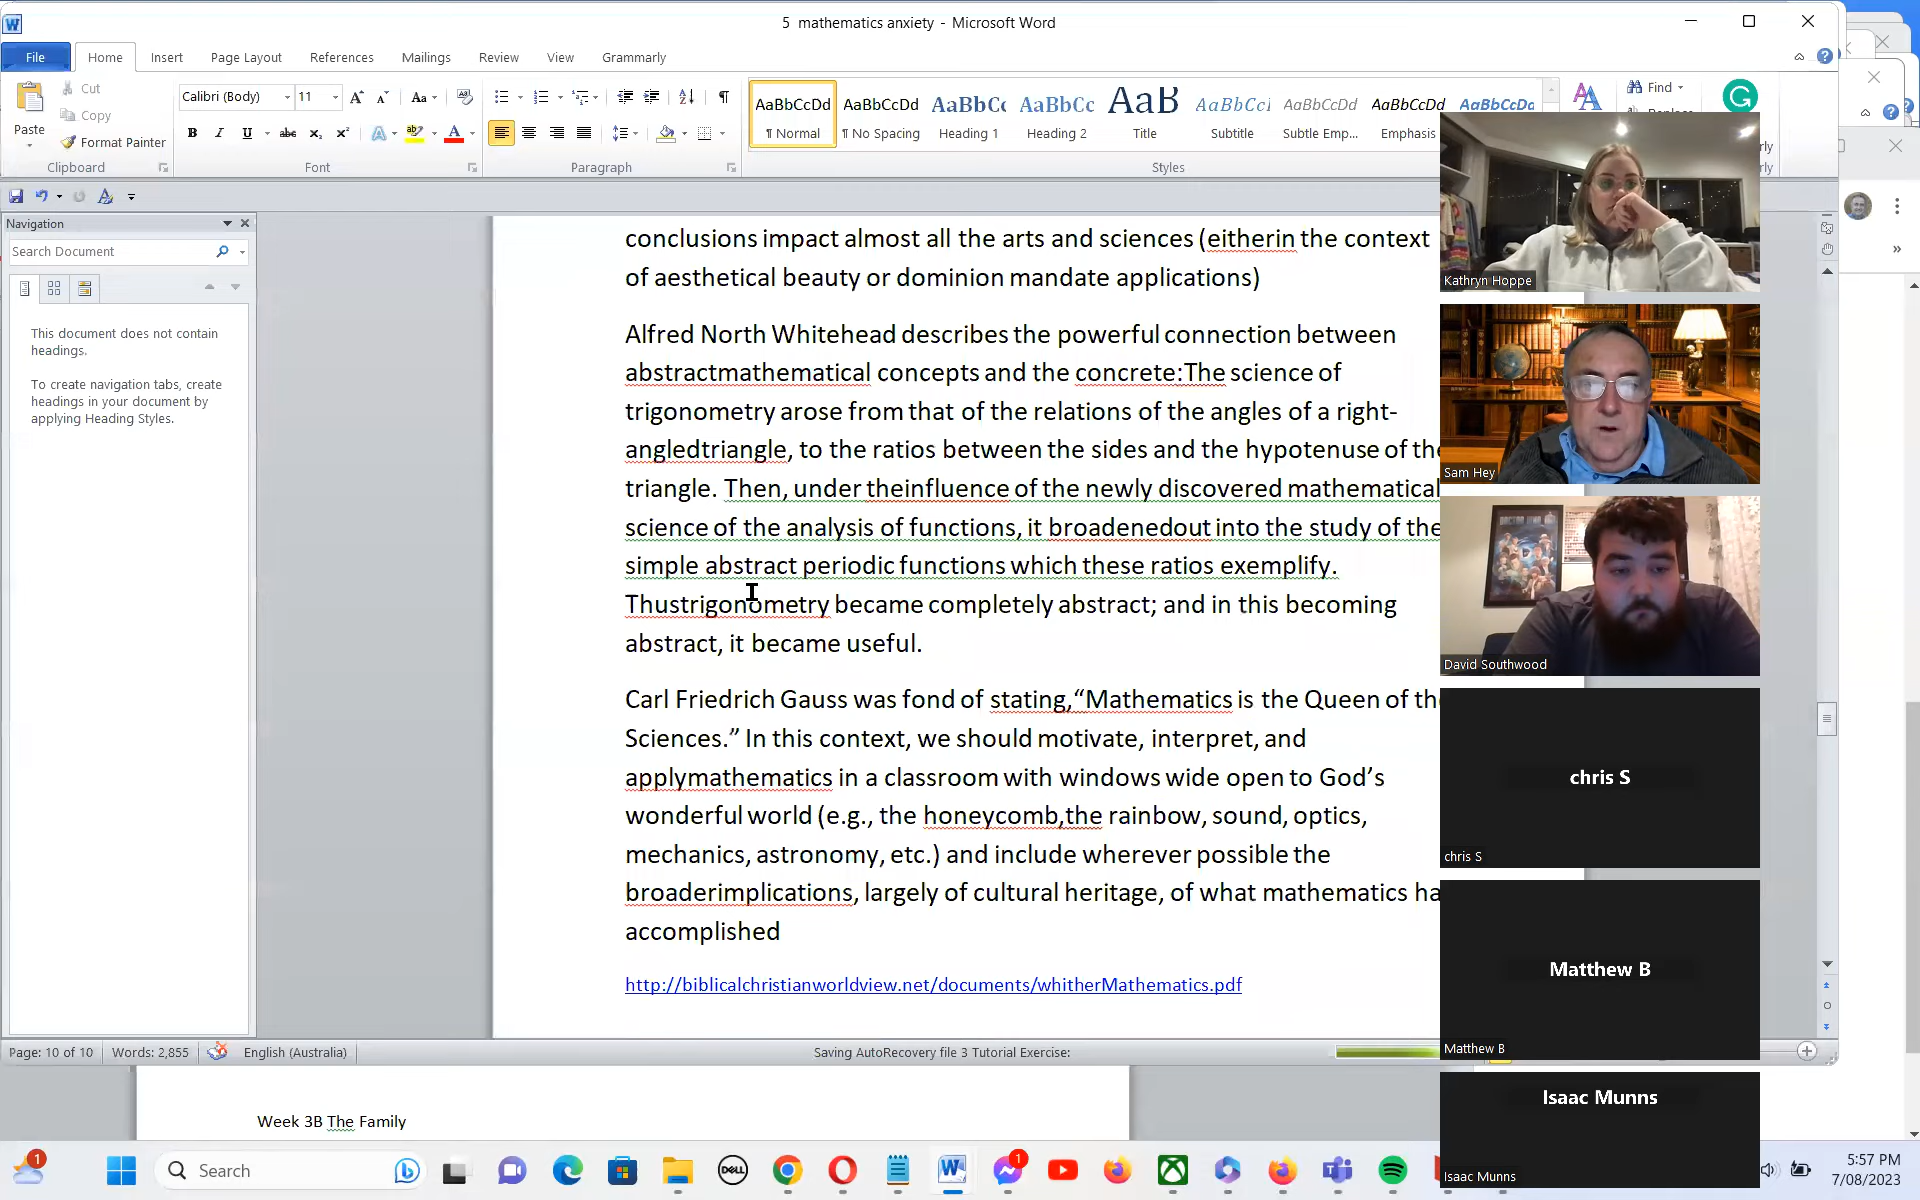 5 mathematics anxiety - Microsoft Word
File Home Insert Page Layout References Mailings Review View Grammarly
Cut
Copy
Format Painter
Paste
Clipboard
Calibri (Body) 11
Font
Paragraph
AaBbCcDd AaBbCcDd AaBbCc AaBbCc AaB AaBbCcI AaBbCcDd AaBbCcDd AaBbCcDd
¶ Normal ¶ No Spacing Heading 1 Heading 2 Title Subtitle Subtle Emp... Emphasis
Styles
Find
Navigation
Search Document
This document does not contain
headings.
To create navigation tabs, create
headings in your document by
applying Heading Styles.
conclusions impact almost all the arts and sciences (eitherin the context
of aesthetical beauty or dominion mandate applications)
Alfred North Whitehead describes the powerful connection between
abstractmathematical concepts and the concrete:The science of
trigonometry arose from that of the relations of the angles of a right-
angledtriangle, to the ratios between the sides and the hypotenuse of the
triangle. Then, under theinfluence of the newly discovered mathematical
science of the analysis of functions, it broadenedout into the study of the
simple abstract periodic functions which these ratios exemplify.
Thustrigonometry became completely abstract; and in this becoming
abstract, it became useful.
Carl Friedrich Gauss was fond of stating,“Mathematics is the Queen of th
Sciences.” In this context, we should motivate, interpret, and
applymathematics in a classroom with windows wide open to God’s
wonderful world (e.g., the honeycomb,the rainbow, sound, optics,
mechanics, astronomy, etc.) and include wherever possible the
broaderimplications, largely of cultural heritage, of what mathematics ha
accomplished
http://biblicalchristianworldview.net/documents/whitherMathematics.pdf
Kathryn Hoppe
Sam Hey
David Southwood
chris S
chris S
Matthew B
Matthew B
Isaac Munns
Isaac Munns
Page: 10 of 10 Words: 2,855 English (Australia) Saving AutoRecovery file 3 Tutorial Exercise:
Week 3B The Family
1
Search
DELL
1
5:57 PM
7/08/2023